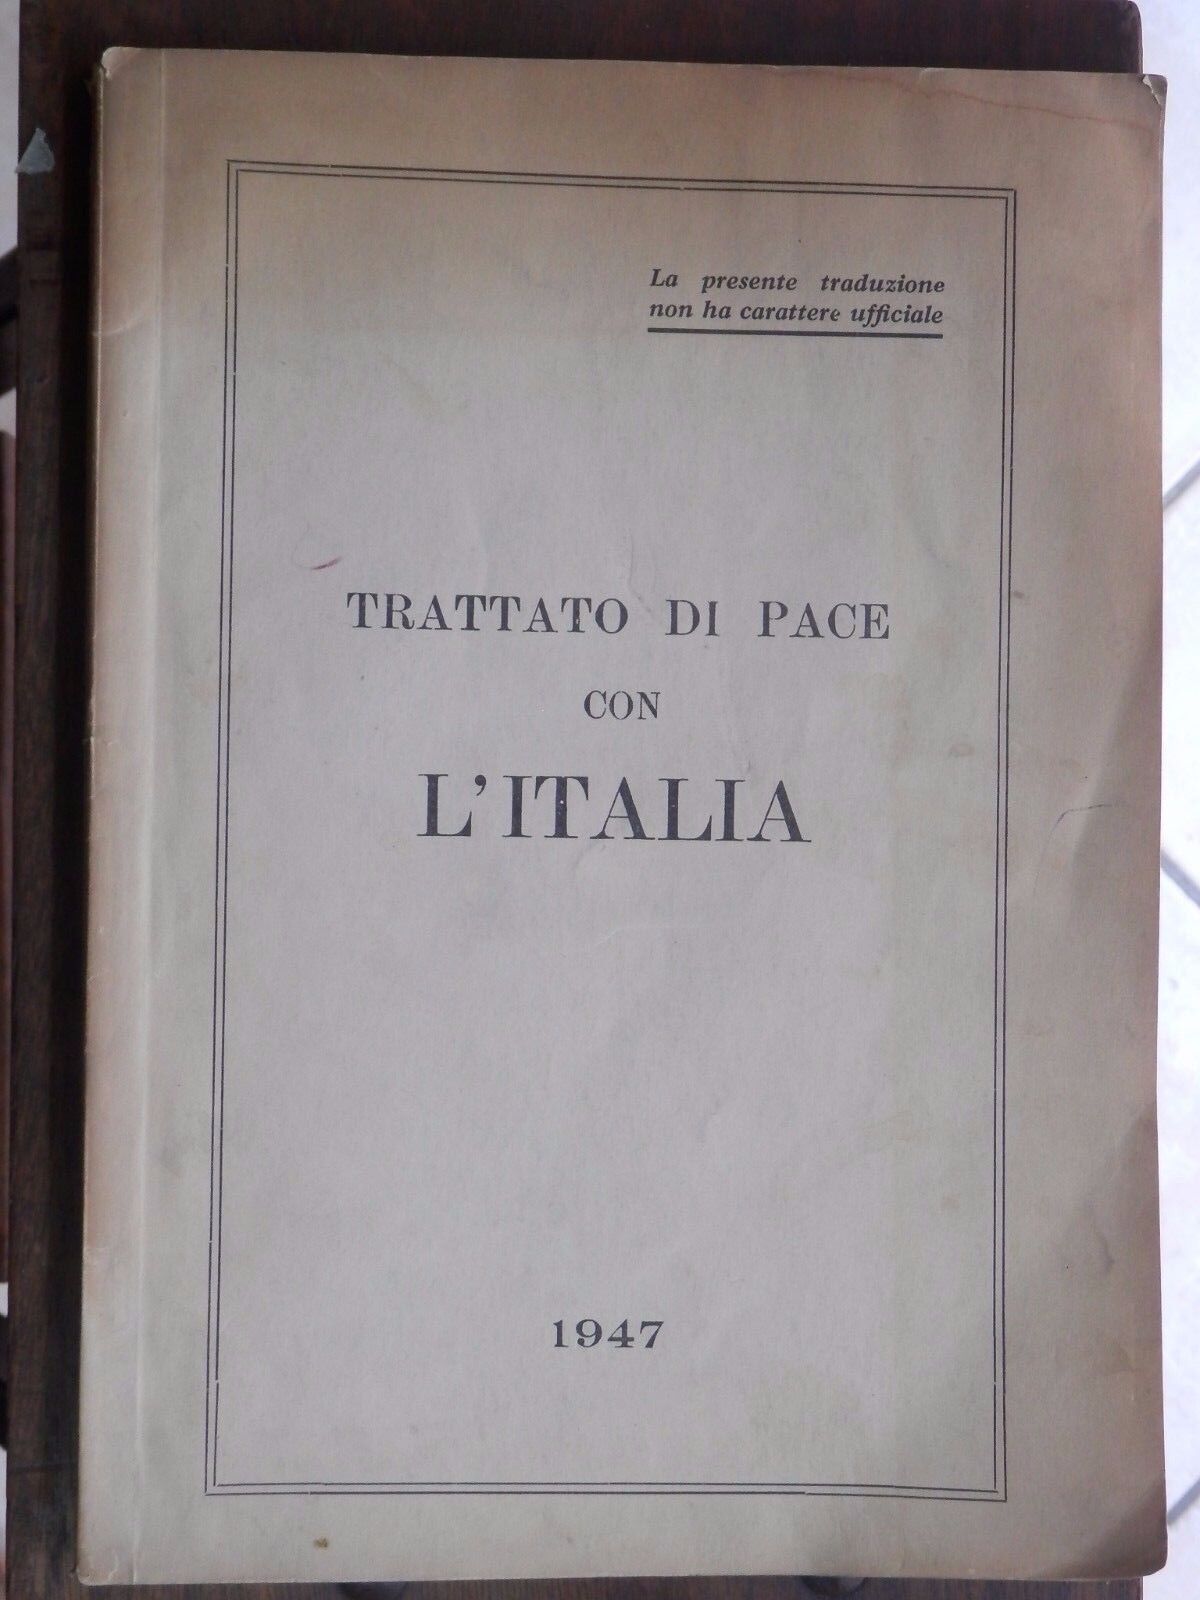 La presente traduzione
non ha carattere ufficiale
TRATTATO DI PACE
CON
L'ITALIA
1947